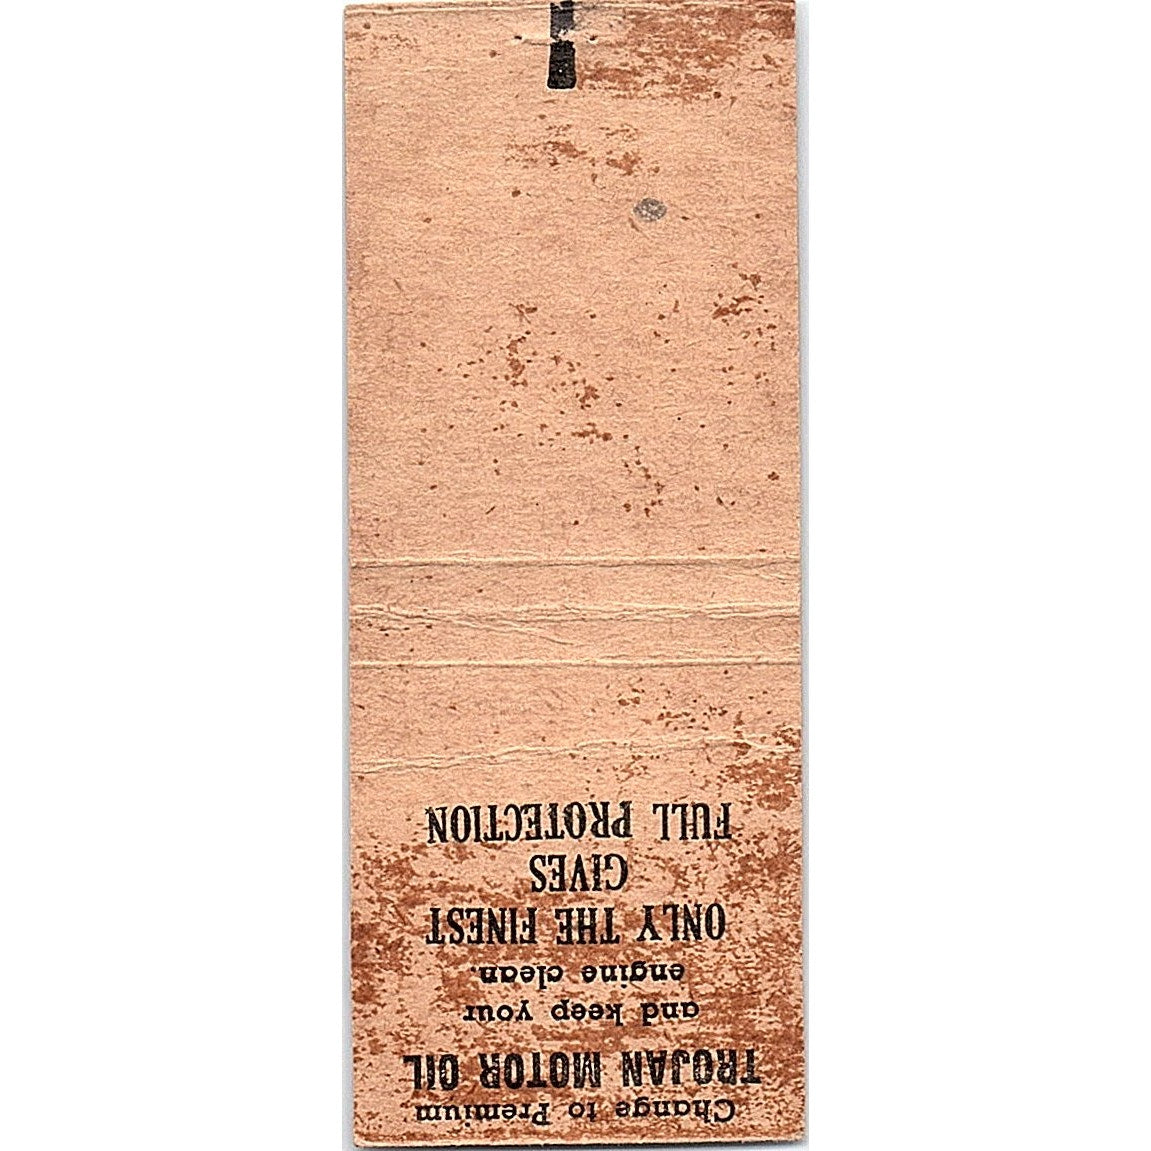 Change to Premium
TROJAN MOTOR OIL
and keep your
engine clean.
ONLY THE FINEST
GIVES
FULL PROTECTION